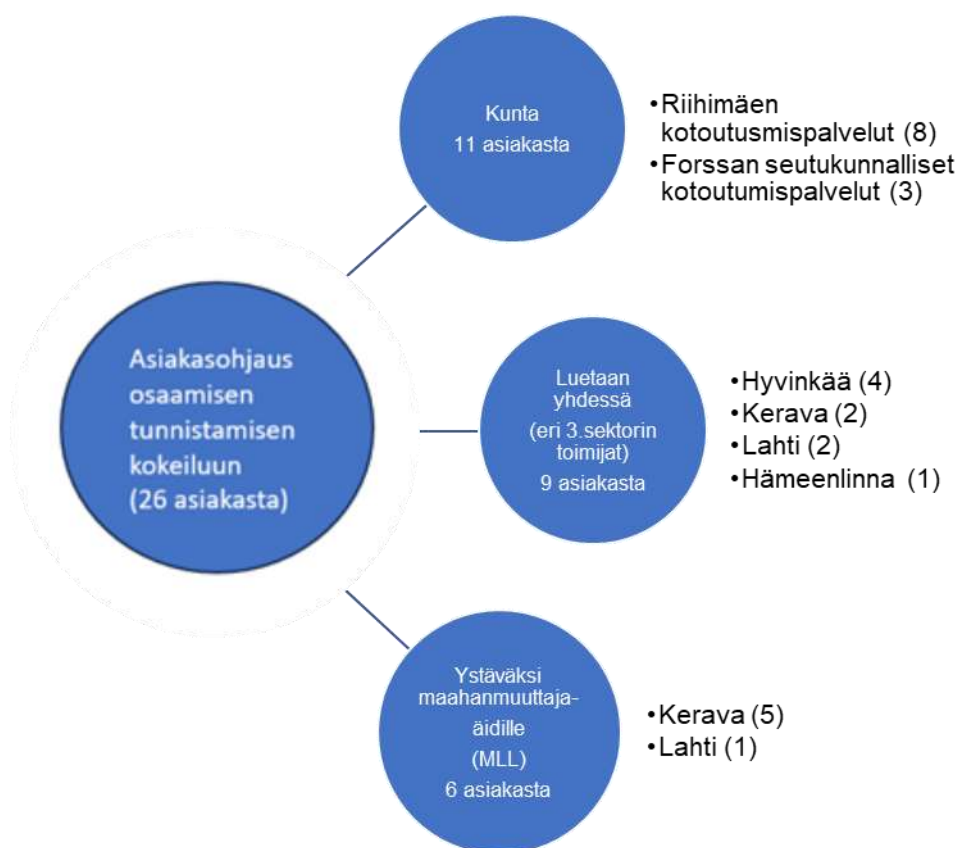 Kunta
11 asiakasta
•Riihimäen
kotoutusmispalvelut (8)
•Forssan seutukunnalliset
kotoutumispalvelut (3)
Asiakasohjaus
osaamisen
tunnistamisen
kokeiluun
(26 asiakasta)
Luetaan
yhdessä
(eri 3.sektorin
toimijat)
9 asiakasta
•Hyvinkää (4)
•Kerava (2)
•Lahti (2)
•Hämeenlinna (1)
Ystäväksi
maahanmuuttaja-
äidille
(MLL)
6 asiakasta
•Kerava (5)
•Lahti (1)